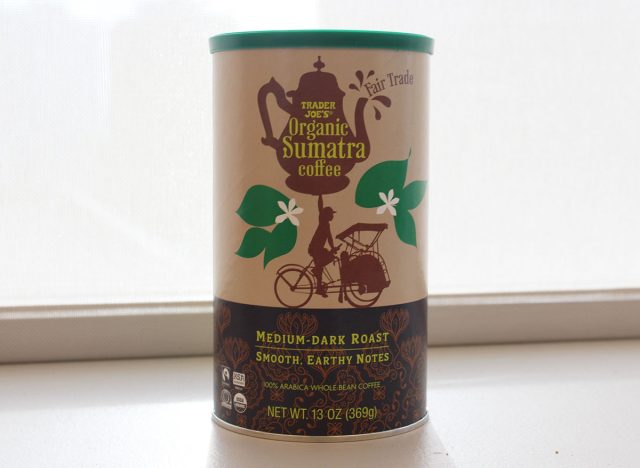 Fair Trade
TRADER
JOE'S®
Organic
Sumatra
coffee
MEDIUM-DARK ROAST
SMOOTH, EARTHY NOTES
100% ARABICA WHOLE BEAN COFFEE
NET WT. 13 OZ (369g)